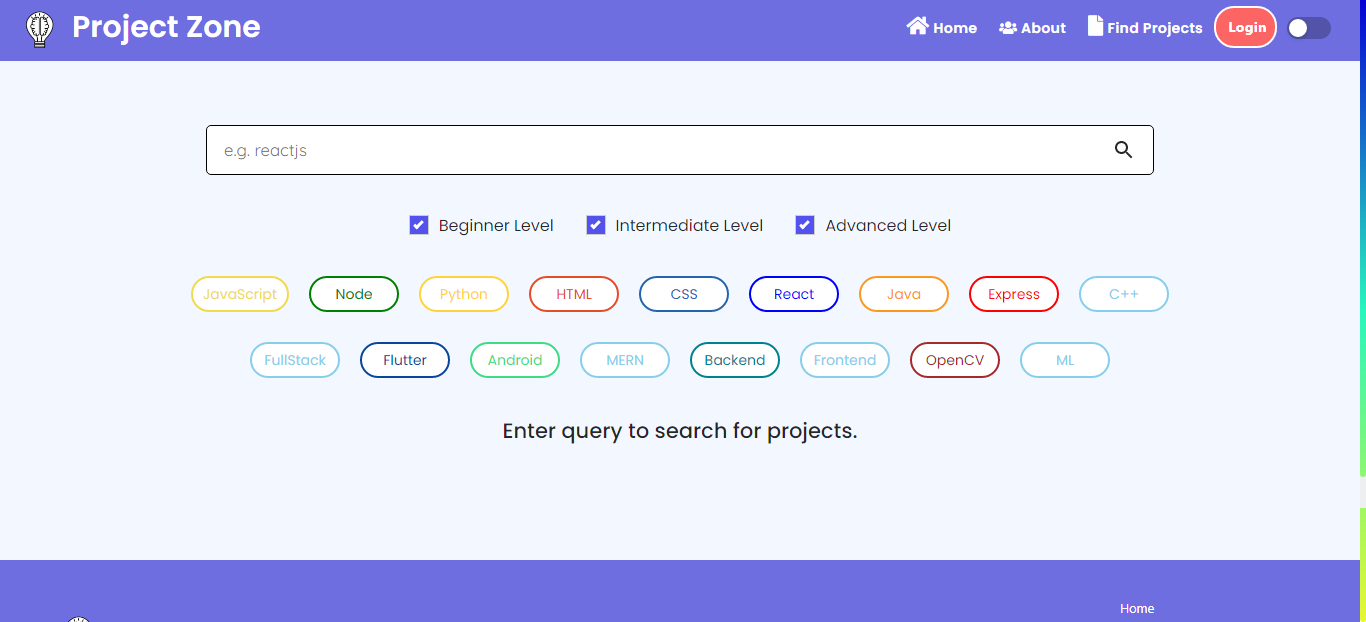 Project Zone
Home About Find Projects Login
e.g. reactjs
Beginner Level Intermediate Level Advanced Level
JavaScript Node Python HTML CSS React Java Express C++
FullStack Flutter Android MERN Backend Frontend OpenCV ML
Enter query to search for projects.
Home